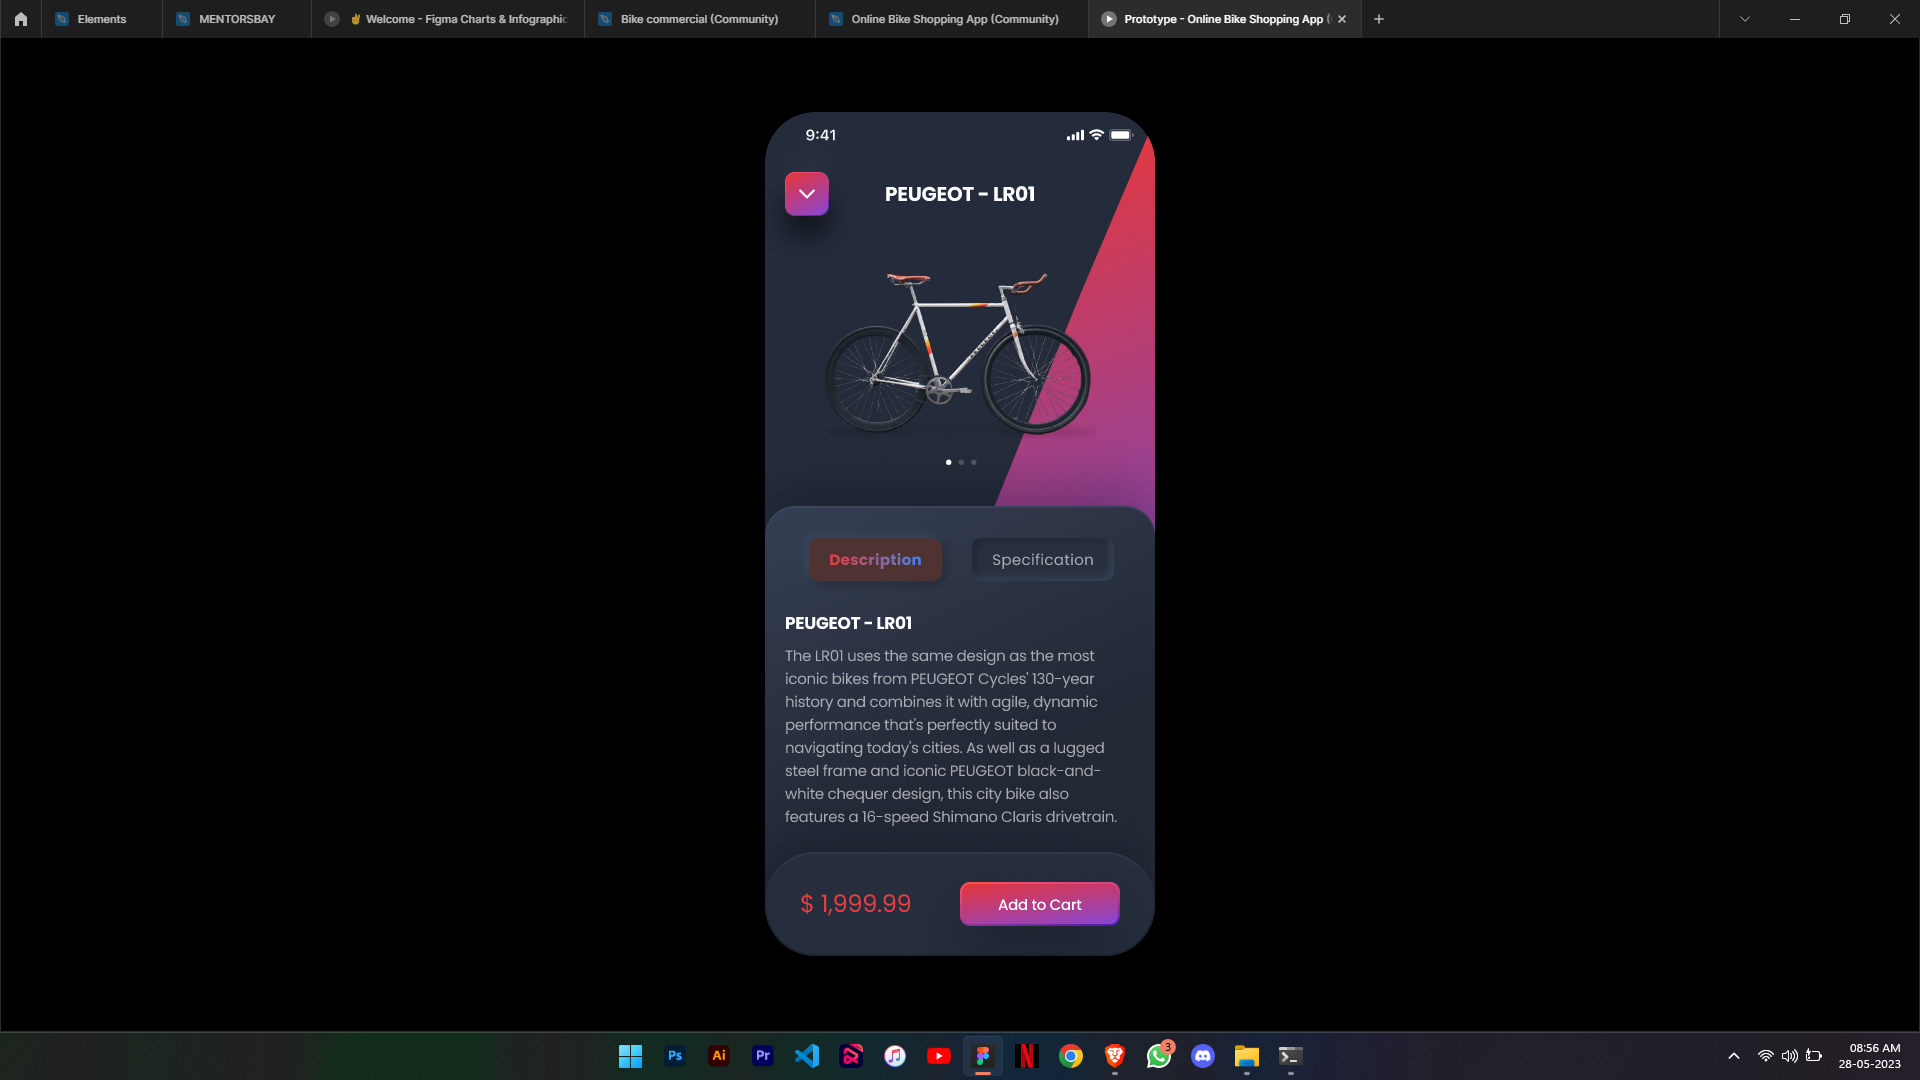 Elements
MENTORSBAY
Welcome - Figma Charts & Infographic
Bike commercial (Community)
Online Bike Shopping App (Community)
Prototype - Online Bike Shopping App (
9:41
PEUGEOT - LR01
Description
Specification
PEUGEOT - LR01
The LR01 uses the same design as the most
iconic bikes from PEUGEOT Cycles' 130-year
history and combines it with agile, dynamic
performance that's perfectly suited to
navigating today's cities. As well as a lugged
steel frame and iconic PEUGEOT black-and-
white chequer design, this city bike also
features a 16-speed Shimano Claris drivetrain.
$ 1,999.99
Add to Cart
Ps
Ai
Pr
3
08:56 AM
28-05-2023